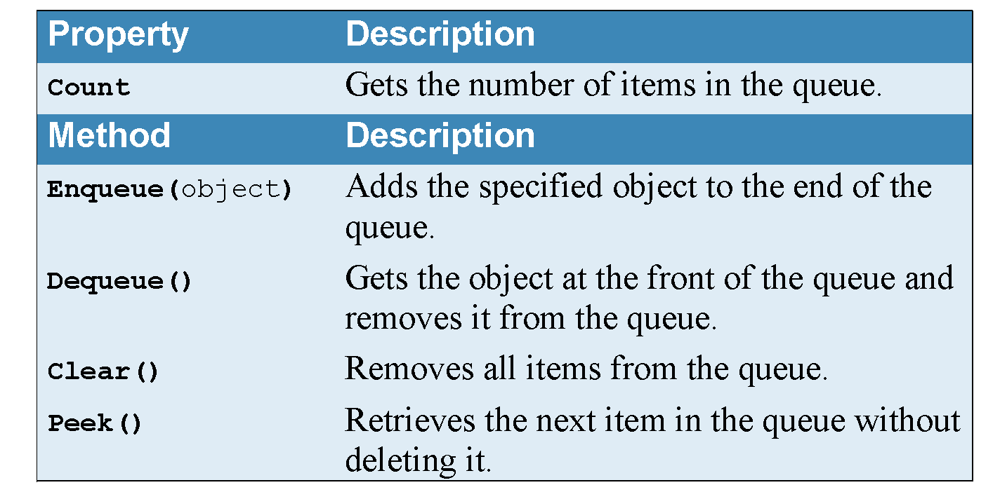 Property Description
Count Gets the number of items in the queue.
Method Description
Enqueue(object) Adds the specified object to the end of the
queue.
Dequeue() Gets the object at the front of the queue and
removes it from the queue.
Clear() Removes all items from the queue.
Peek() Retrieves the next item in the queue without
deleting it.